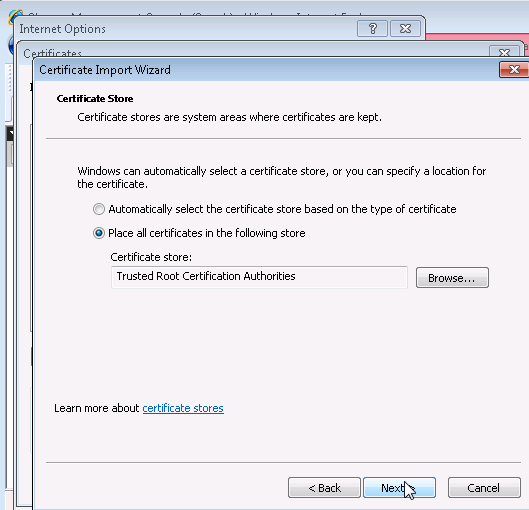 Internet Options
Certificates
Certificate Import Wizard
Certificate Store
Certificate stores are system areas where certificates are kept.
Windows can automatically select a certificate store, or you can specify a location for
the certificate.
Automatically select the certificate store based on the type of certificate
Place all certificates in the following store
Certificate store:
Trusted Root Certification Authorities
Browse...
Learn more about certificate stores
< Back
Next
Cancel